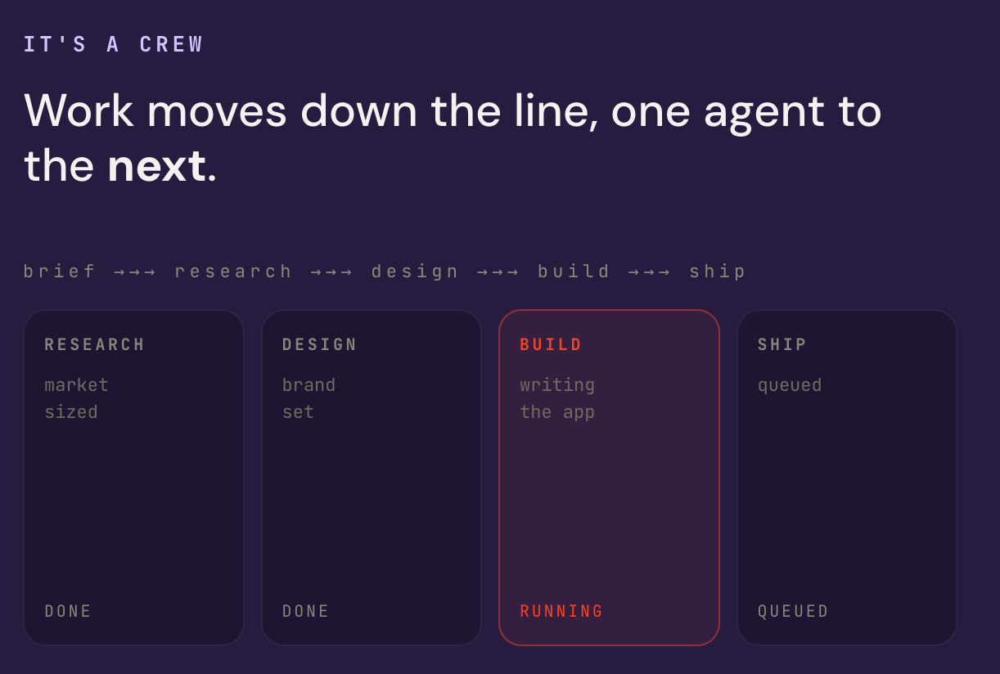 IT'S A CREW
Work moves down the line, one agent to
the next.
brief →→→ research →→→ design →→→ build →→→ ship
RESEARCH
market
sized
DONE
DESIGN
brand
set
DONE
BUILD
writing
the app
RUNNING
SHIP
queued
QUEUED